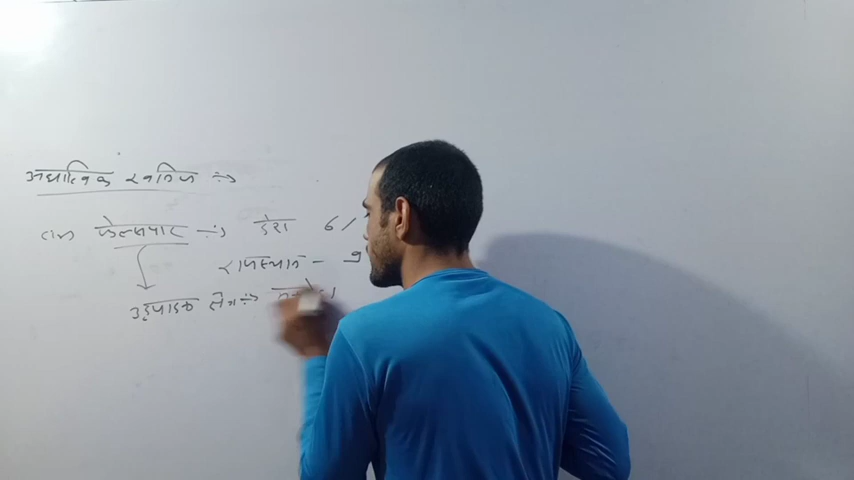 अधात्विक खनिज ÷>
फेल्सपार ÷> देश 6/
राजस्थान - 9
उत्पादक क्षेत्र ÷>